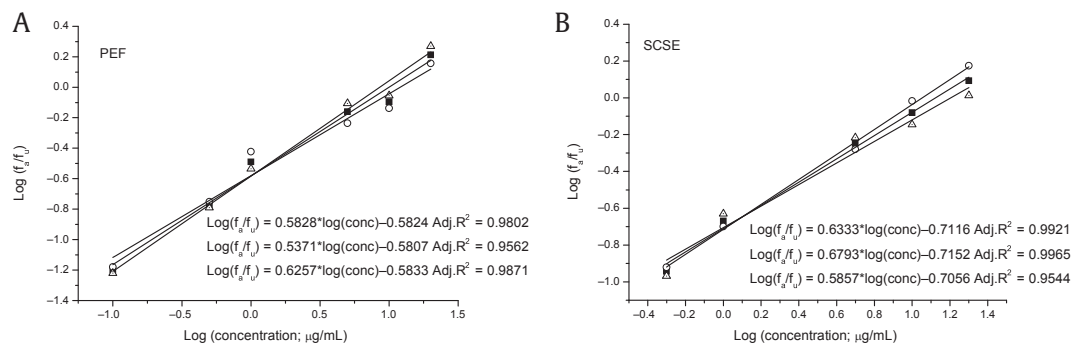 A
PEF
Log (fₐ/fᵤ)
0.4
0.2
0.0
–0.2
–0.4
–0.6
–0.8
–1.0
–1.2
–1.4
Log(fₐ/fᵤ) = 0.5828*log(conc)–0.5824 Adj.R² = 0.9802
Log(fₐ/fᵤ) = 0.5371*log(conc)–0.5807 Adj.R² = 0.9562
Log(fₐ/fᵤ) = 0.6257*log(conc)–0.5833 Adj.R² = 0.9871
–1.0 –0.5 0.0 0.5 1.0 1.5
Log (concentration; μg/mL)
B
SCSE
Log (fₐ/fᵤ)
0.4
0.2
0.0
–0.2
–0.4
–0.6
–0.8
–1.0
–1.2
Log(fₐ/fᵤ) = 0.6333*log(conc)–0.7116 Adj.R² = 0.9921
Log(fₐ/fᵤ) = 0.6793*log(conc)–0.7152 Adj.R² = 0.9965
Log(fₐ/fᵤ) = 0.5857*log(conc)–0.7056 Adj.R² = 0.9544
–0.4 –0.2 0.0 0.2 0.4 0.6 0.8 1.0 1.2 1.4
Log (concentration; μg/mL)